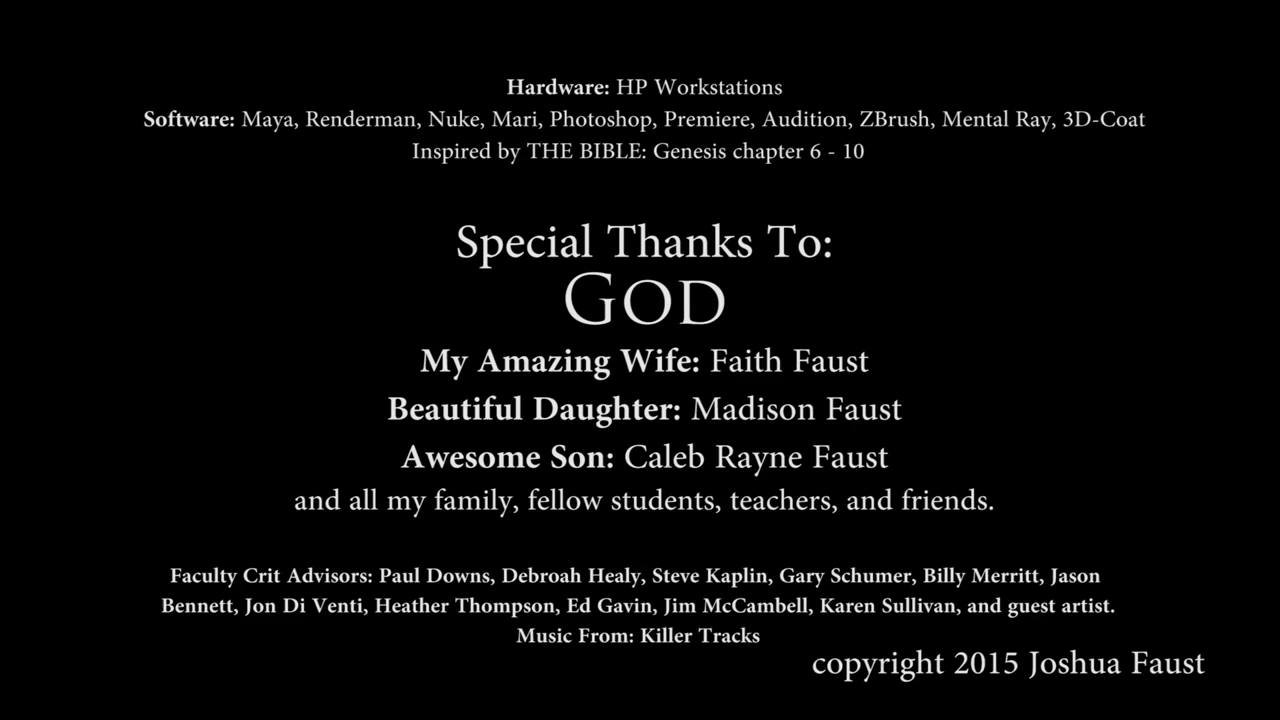 Hardware: HP Workstations
Software: Maya, Renderman, Nuke, Mari, Photoshop, Premiere, Audition, ZBrush, Mental Ray, 3D-Coat
Inspired by THE BIBLE: Genesis chapter 6 - 10
Special Thanks To:
GOD
My Amazing Wife: Faith Faust
Beautiful Daughter: Madison Faust
Awesome Son: Caleb Rayne Faust
and all my family, fellow students, teachers, and friends.
Faculty Crit Advisors: Paul Downs, Debroah Healy, Steve Kaplin, Gary Schumer, Billy Merritt, Jason
Bennett, Jon Di Venti, Heather Thompson, Ed Gavin, Jim McCambell, Karen Sullivan, and guest artist.
Music From: Killer Tracks
copyright 2015 Joshua Faust